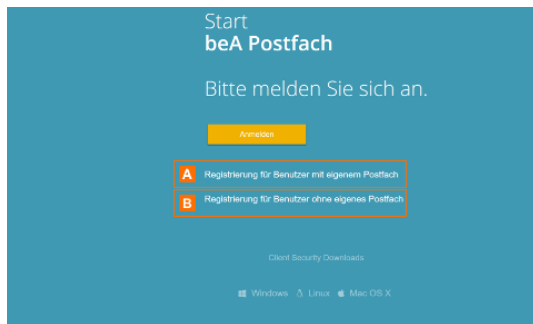 Start
beA Postfach
Bitte melden Sie sich an.
Anmelden
A Registrierung für Benutzer mit eigenem Postfach
B Registrierung für Benutzer ohne eigenes Postfach
Client Security Downloads
Windows Linux Mac OS X